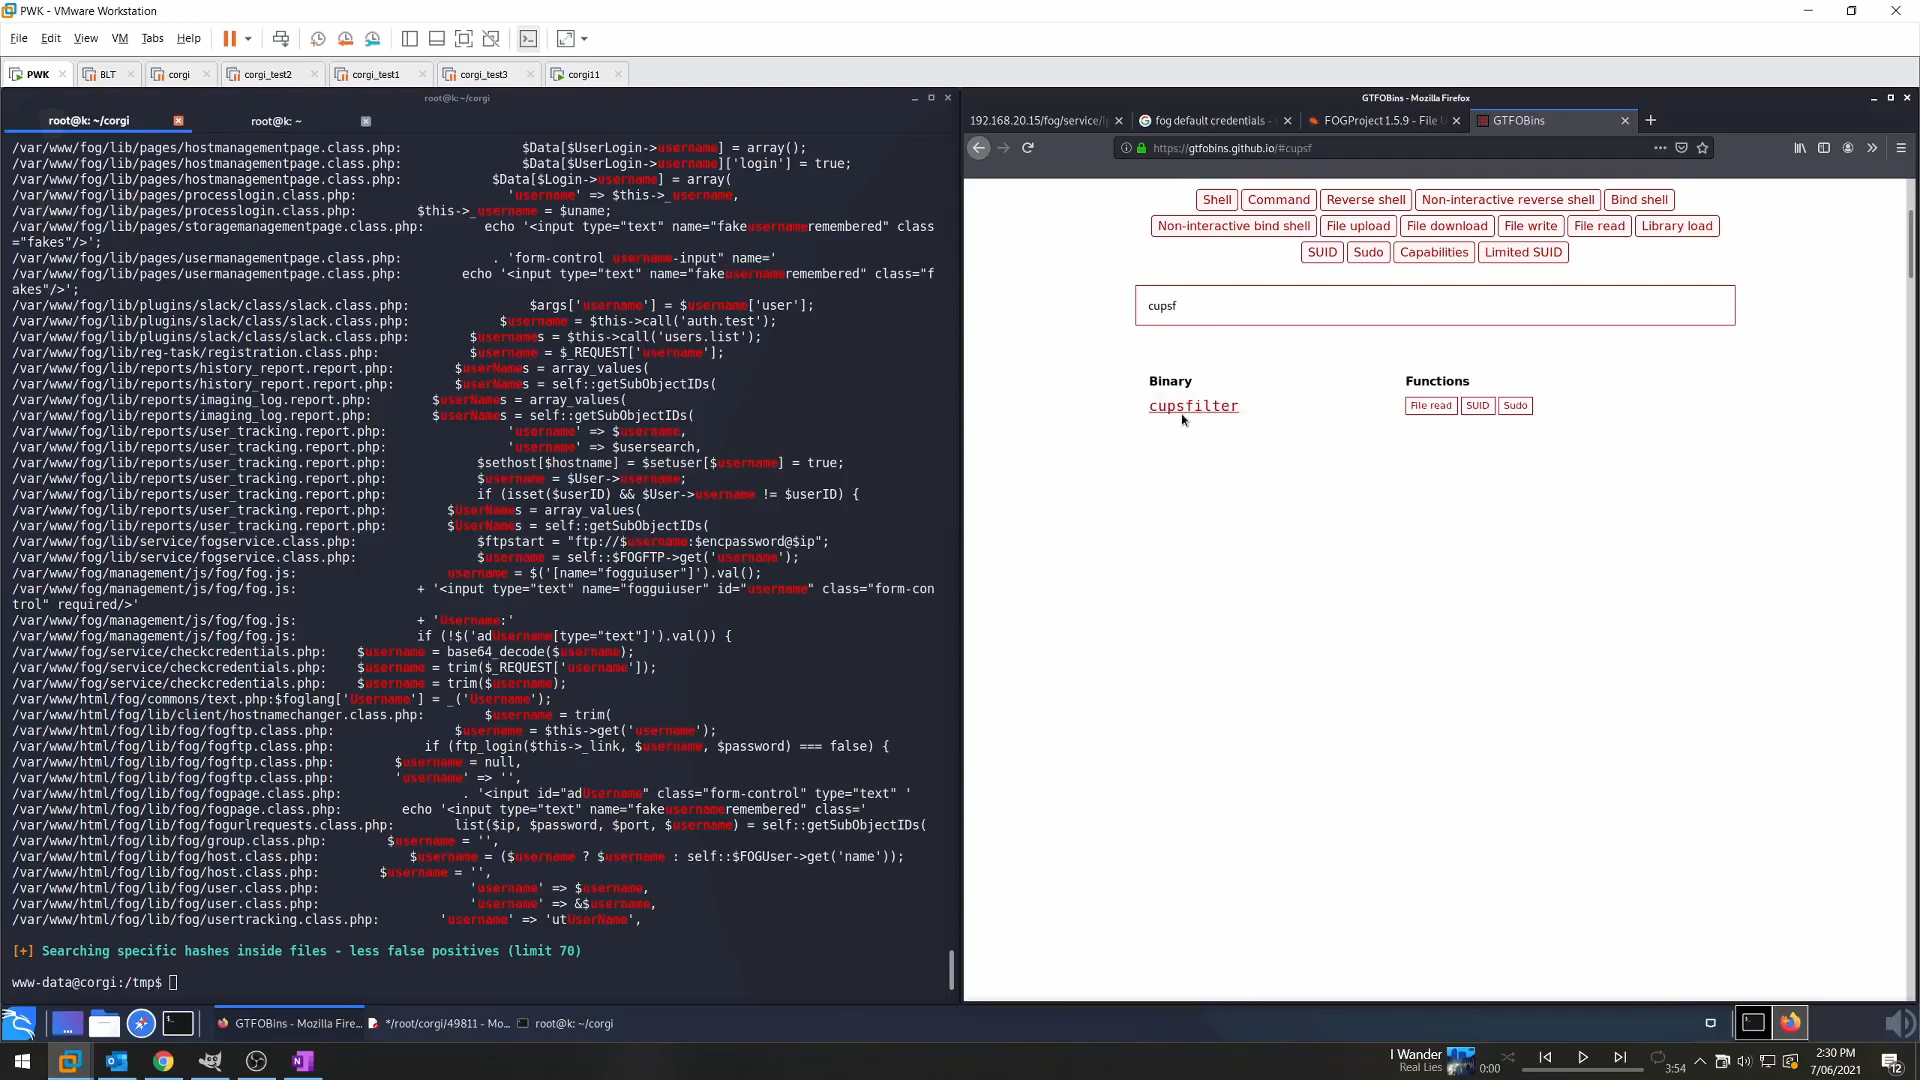 PWK - VMware Workstation
File Edit View VM Tabs Help
PWK BLT corgi corgi_test2 corgi_test1 corgi_test3 corgi11
root@k:~/corgi
root@k: ~/corgi root@k: ~
/var/www/fog/lib/pages/hostmanagementpage.class.php: $Data[$UserLogin->username] = array();
/var/www/fog/lib/pages/hostmanagementpage.class.php: $Data[$UserLogin->username]['login'] = true;
/var/www/fog/lib/pages/hostmanagementpage.class.php: $Data[$Login->username] = array(
/var/www/fog/lib/pages/processlogin.class.php: 'username' => $this->_username,
/var/www/fog/lib/pages/processlogin.class.php: $this->_username = $uname;
/var/www/fog/lib/pages/storagemanagementpage.class.php: echo '<input type="text" name="fakeusernameremembered" class
="fakes"/>';
/var/www/fog/lib/pages/usermanagementpage.class.php: . 'form-control username-input" name='
/var/www/fog/lib/pages/usermanagementpage.class.php: echo '<input type="text" name="fakeusernameremembered" class="f
akes"/>';
/var/www/fog/lib/plugins/slack/class/slack.class.php: $args['username'] = $username['user'];
/var/www/fog/lib/plugins/slack/class/slack.class.php: $username = $this->call('auth.test');
/var/www/fog/lib/plugins/slack/class/slack.class.php: $usernames = $this->call('users.list');
/var/www/fog/lib/reg-task/registration.class.php: $username = $_REQUEST['username'];
/var/www/fog/lib/reports/history_report.report.php: $userNames = array_values(
/var/www/fog/lib/reports/history_report.report.php: $userNames = self::getSubObjectIDs(
/var/www/fog/lib/reports/imaging_log.report.php: $userNames = array_values(
/var/www/fog/lib/reports/imaging_log.report.php: $userNames = self::getSubObjectIDs(
/var/www/fog/lib/reports/user_tracking.report.php: 'username' => $username,
/var/www/fog/lib/reports/user_tracking.report.php: 'username' => $usersearch,
/var/www/fog/lib/reports/user_tracking.report.php: $sethost[$hostname] = $setuser[$username] = true;
/var/www/fog/lib/reports/user_tracking.report.php: $username = $User->username;
/var/www/fog/lib/reports/user_tracking.report.php: if (isset($userID) && $User->username != $userID) {
/var/www/fog/lib/reports/user_tracking.report.php: $UserNames = array_values(
/var/www/fog/lib/reports/user_tracking.report.php: $UserNames = self::getSubObjectIDs(
/var/www/fog/lib/service/fogservice.class.php: $ftpstart = "ftp://$username:$encpassword@$ip";
/var/www/fog/lib/service/fogservice.class.php: $username = self::$FOGFTP->get('username');
/var/www/fog/management/js/fog/fog.js: username = $('[name="fogguiuser"]').val();
/var/www/fog/management/js/fog/fog.js: + '<input type="text" name="fogguiuser" id="username" class="form-con
trol" required/>'
/var/www/fog/management/js/fog/fog.js: + 'Username:'
/var/www/fog/management/js/fog/fog.js: if (!$('adUsername[type="text"]').val()) {
/var/www/fog/service/checkcredentials.php: $username = base64_decode($username);
/var/www/fog/service/checkcredentials.php: $username = trim($_REQUEST['username']);
/var/www/fog/service/checkcredentials.php: $username = trim($username);
/var/www/html/fog/commons/text.php:$foglang['Username'] = _('Username');
/var/www/html/fog/lib/client/hostnamechanger.class.php: $username = trim(
/var/www/html/fog/lib/fog/fogftp.class.php: $username = $this->get('username');
/var/www/html/fog/lib/fog/fogftp.class.php: if (ftp_login($this->_link, $username, $password) === false) {
/var/www/html/fog/lib/fog/fogftp.class.php: $username = null,
/var/www/html/fog/lib/fog/fogftp.class.php: 'username' => '',
/var/www/html/fog/lib/fog/fogpage.class.php: . '<input id="adUsername" class="form-control" type="text" '
/var/www/html/fog/lib/fog/fogpage.class.php: echo '<input type="text" name="fakeusernameremembered" class='
/var/www/html/fog/lib/fog/fogurlrequests.class.php: list($ip, $password, $port, $username) = self::getSubObjectIDs(
/var/www/html/fog/lib/fog/group.class.php: $username = '',
/var/www/html/fog/lib/fog/host.class.php: $username = ($username ? $username : self::$FOGUser->get('name'));
/var/www/html/fog/lib/fog/host.class.php: $username = '',
/var/www/html/fog/lib/fog/user.class.php: 'username' => $username,
/var/www/html/fog/lib/fog/user.class.php: 'username' => &$username,
/var/www/html/fog/lib/fog/usertracking.class.php: 'username' => 'utUserName',
[+] Searching specific hashes inside files - less false positives (limit 70)
www-data@corgi:/tmp$
GTFOBins - Mozilla Firefox
192.168.20.15/fog/service/i fog default credentials - FOGProject 1.5.9 - File U GTFOBins
https://gtfobins.github.io/#cupsf
Shell Command Reverse shell Non-interactive reverse shell Bind shell
Non-interactive bind shell File upload File download File write File read Library load
SUID Sudo Capabilities Limited SUID
cupsf
Binary Functions
cupsfilter File read SUID Sudo
GTFOBins - Mozilla Fire... */root/corgi/49811 - Mo... root@k: ~/corgi
I Wander
Real Lies 0:00 3:54
2:30 PM
7/06/2021
12